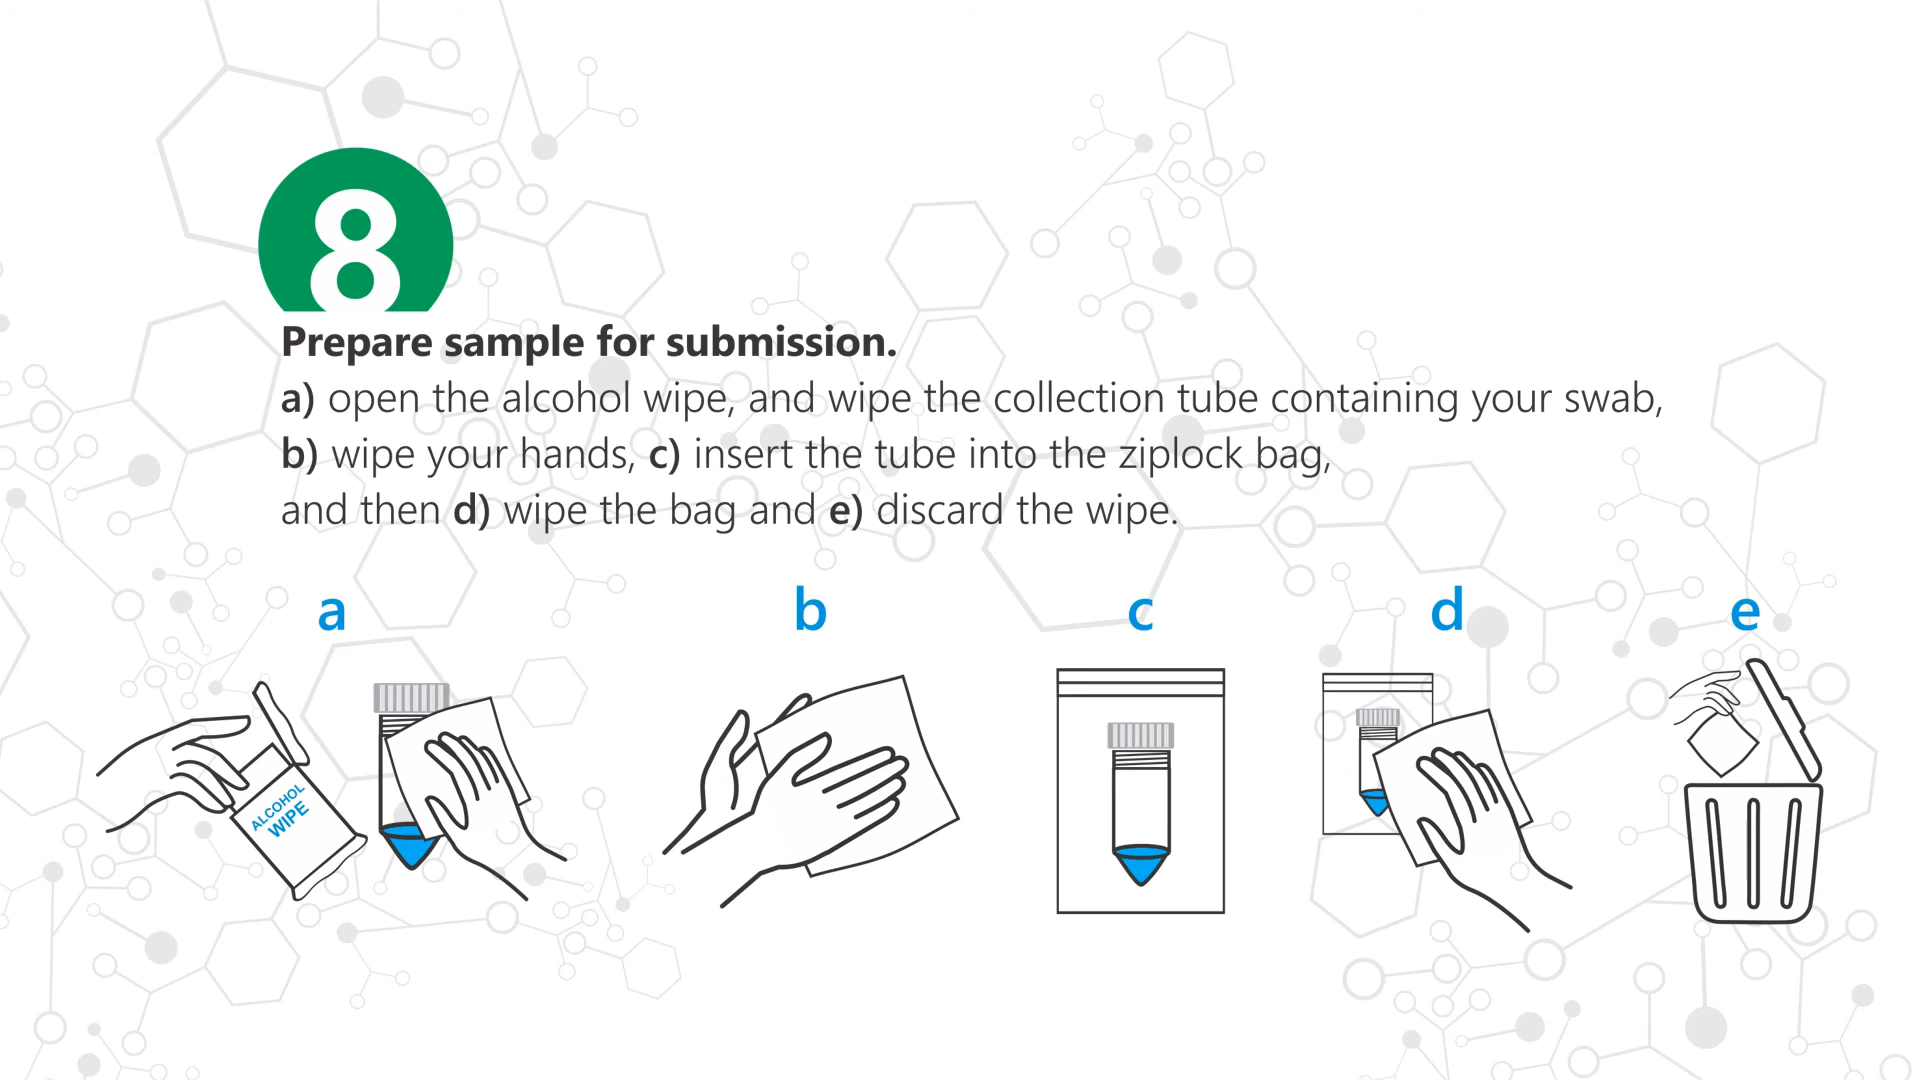 8
Prepare sample for submission.
a) open the alcohol wipe, and wipe the collection tube containing your swab,
b) wipe your hands, c) insert the tube into the ziplock bag,
and then d) wipe the bag and e) discard the wipe.
a b c d e
ALCOHOL
WIPE